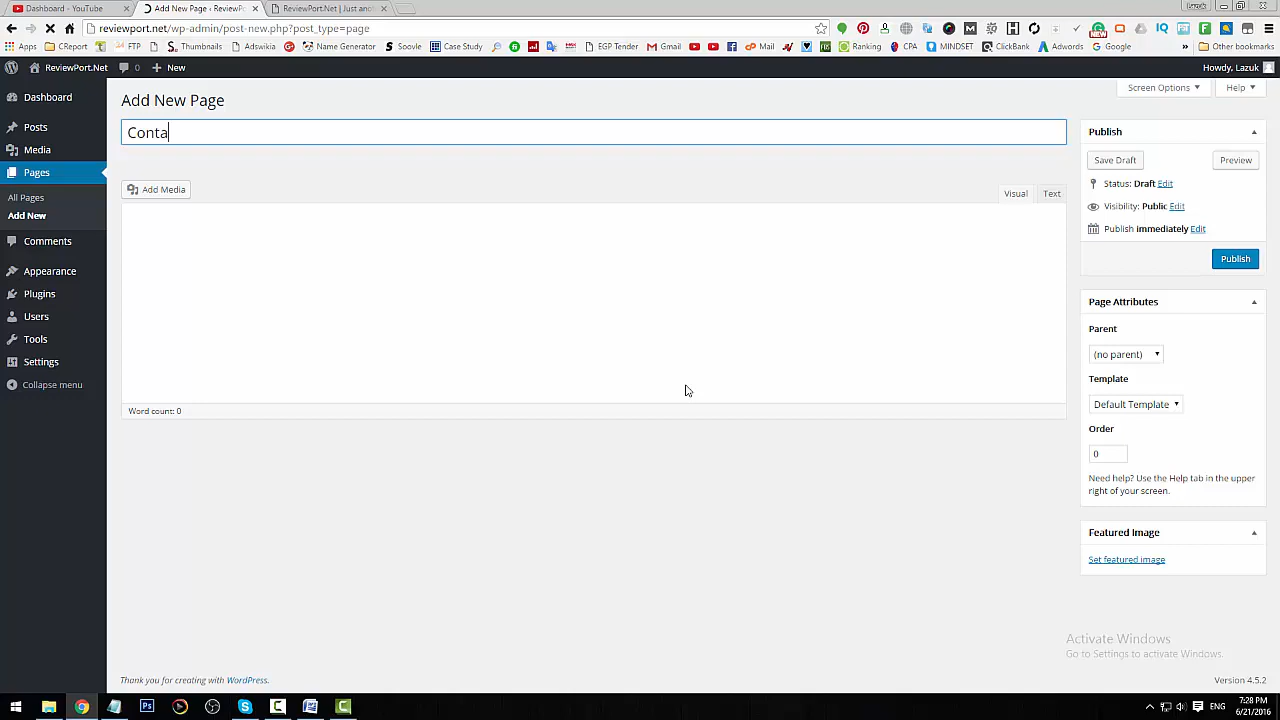 Dashboard - YouTube
Add New Page ‹ ReviewPo
ReviewPort.Net | Just ano
Lazuk
reviewport.net/wp-admin/post-new.php?post_type=page
Apps
CReport
FTP
Thumbnails
Adswikia
Name Generator
5poole
Case Study
EGP Tender
Gmail
Mail
Ranking
CPA
MINDSET
ClickBank
Adwords
Google
»
Other bookmarks
ReviewPort.Net
0
New
Howdy, Lazuk
Dashboard
Posts
Media
Pages
All Pages
Add New
Comments
Appearance
Plugins
Users
Tools
Settings
Collapse menu
Add New Page
Screen Options
Help
Conta
Add Media
Visual
Text
Word count: 0
Publish
Save Draft
Preview
Status: Draft Edit
Visibility: Public Edit
Publish immediately Edit
Publish
Page Attributes
Parent
(no parent)
Template
Default Template
Order
0
Need help? Use the Help tab in the upper
right of your screen.
Featured Image
Set featured image
Activate Windows
Go to Settings to activate Windows.
Thank you for creating with WordPress.
Version 4.5.2
ENG
7:28 PM
6/21/2016